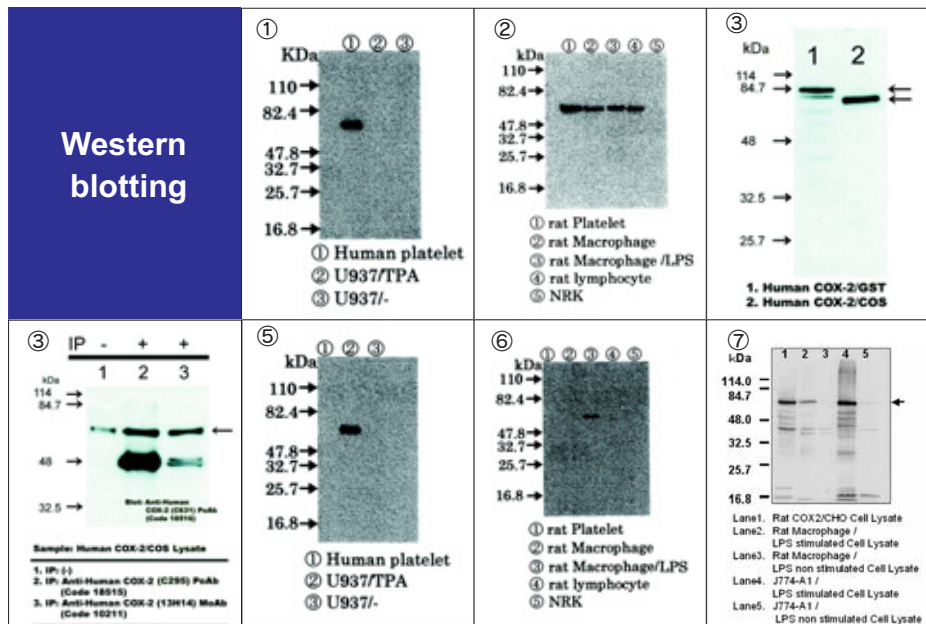 Western
blotting
①
① ② ③
KDa
110
82.4
47.8
32.7
25.7
16.8
① Human platelet
② U937/TPA
③ U937/-
②
① ② ③ ④ ⑤
kDa
110
82.4
47.8
32.7
25.7
16.8
① rat Platelet
② rat Macrophage
③ rat Macrophage /LPS
④ rat lymphocyte
⑤ NRK
③
kDa
1 2
114
84.7
48
32.5
25.7
1. Human COX-2/GST
2. Human COX-2/COS
③
IP - + +
1 2 3
kDa
114
84.7
48
32.5
Blot: Anti-Human
COX-2 (C631) PoAb
(Code 18516)
Sample: Human COX-2/COS Lysate
1. IP: (-)
2. IP: Anti-Human COX-2 (C295) PoAb
(Code 18515)
3. IP: Anti-Human COX-2 (13H14) MoAb
(Code 10211)
⑤
① ② ③
kDa
110
82.4
47.8
32.7
25.7
16.8
① Human platelet
② U937/TPA
③ U937/-
⑥
① ② ③ ④ ⑤
kDa
110
82.4
47.8
32.7
25.7
16.8
① rat Platelet
② rat Macrophage
③ rat Macrophage/LPS
④ rat lymphocyte
⑤ NRK
⑦
kDa
1 2 3 4 5
114.0
84.7
48.0
32.5
25.7
16.8
Lane1. Rat COX2/CHO Cell Lysate
Lane2. Rat Macrophage /
LPS stimulated Cell Lysate
Lane3. Rat Macrophage /
LPS non stimulated Cell Lysate
Lane4. J774-A1 /
LPS stimulated Cell Lysate
Lane5. J774-A1 /
LPS non stimulated Cell Lysate